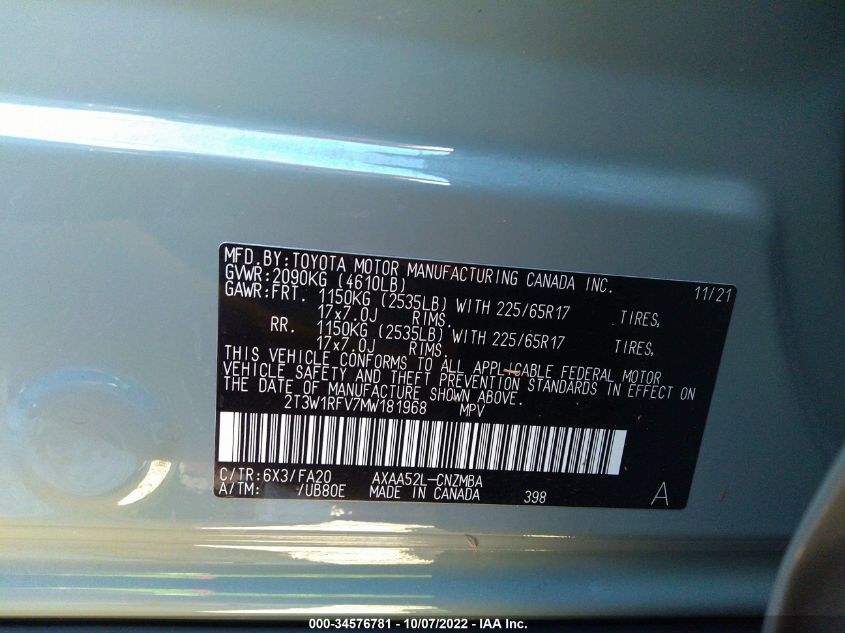 MFD.BY:TOYOTA MOTOR MANUFACTURING CANADA INC. 11/21
GVWR:2090KG (4610LB)
GAWR:FRT. 1150KG (2535LB) WITH 225/65R17 TIRES,
17x7.0J RIMS.
RR. 1150KG (2535LB) WITH 225/65R17 TIRES,
17x7.0J RIMS.
THIS VEHICLE CONFORMS TO ALL APPLICABLE FEDERAL MOTOR
VEHICLE SAFETY AND THEFT PREVENTION STANDARDS IN EFFECT ON
THE DATE OF MANUFACTURE SHOWN ABOVE.
2T3W1RFV7MW181968 MPV
C/TR:6X3/FA20 AXAA52L-CNZMBA
A/TM: /UB80E MADE IN CANADA 398 A
000-34576781 - 10/07/2022 - IAA Inc.